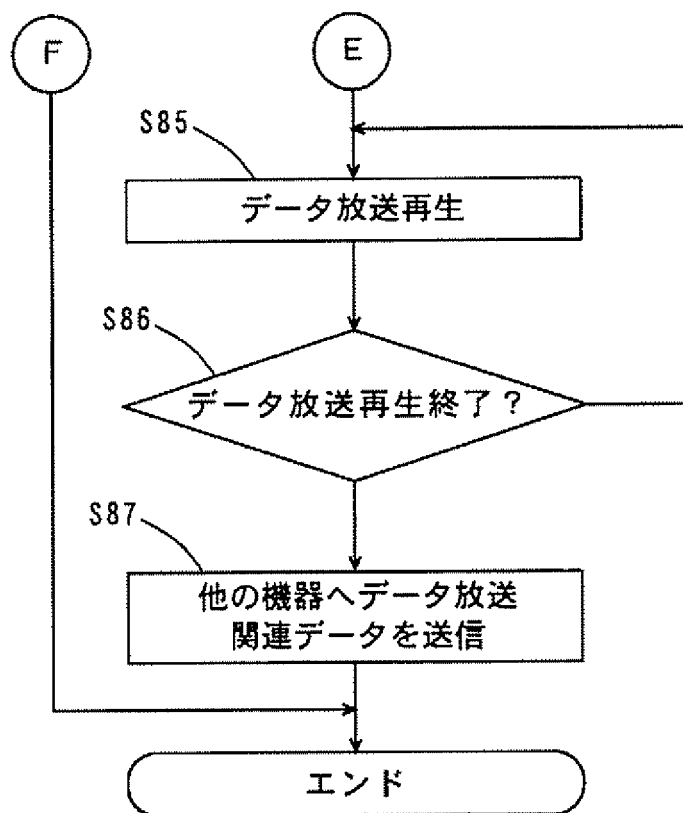 F
E
S85
データ放送再生
S86
データ放送再生終了?
S87
他の機器へデータ放送
関連データを送信
エンド